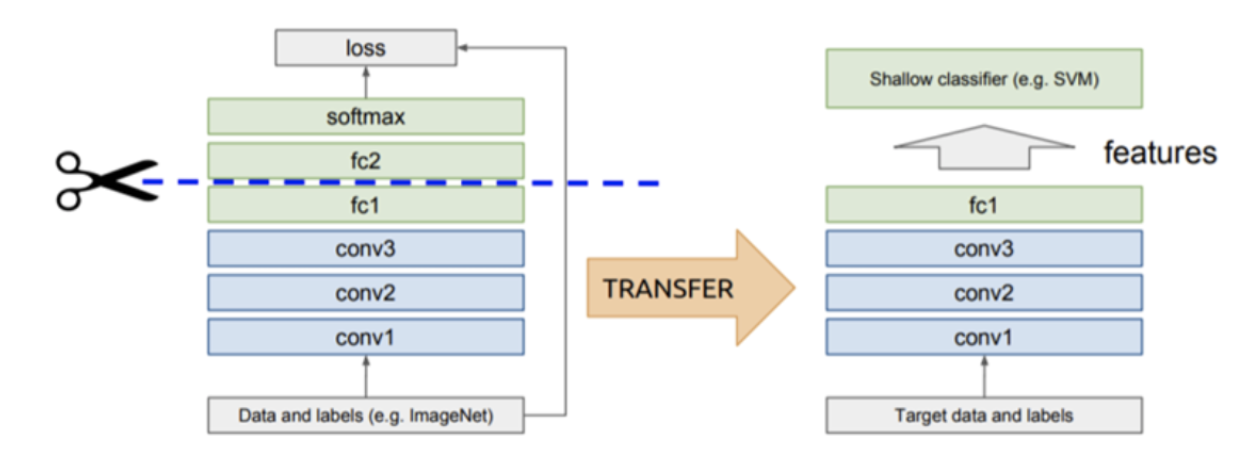 loss
softmax
fc2
fc1
conv3
conv2
conv1
Data and labels (e.g. ImageNet)
TRANSFER
Shallow classifier (e.g. SVM)
features
fc1
conv3
conv2
conv1
Target data and labels